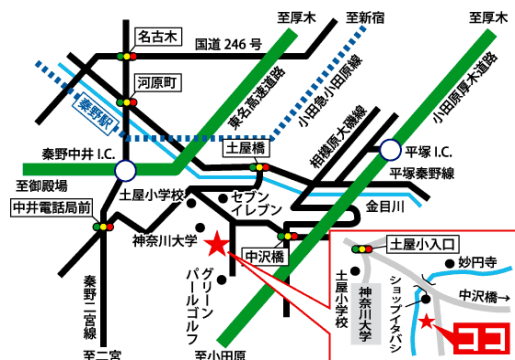 至厚木
至新宿
至厚木
名古木
国道246号
河原町
秦野駅
東名高速道路
小田急小田原線
小田原厚木道路
相模原大磯線
秦野中井 I.C.
土屋橋
平塚 I.C.
至御殿場
平塚秦野線
土屋小学校
セブン
イレブン
金目川
中井電話局前
神奈川大学
中沢橋
グリーン
パールゴルフ
秦野二宮線
至二宮
至小田原
土屋小入口
妙円寺
土屋小学校
神奈川大学
ショップイタバシ
中沢橋→
ココ